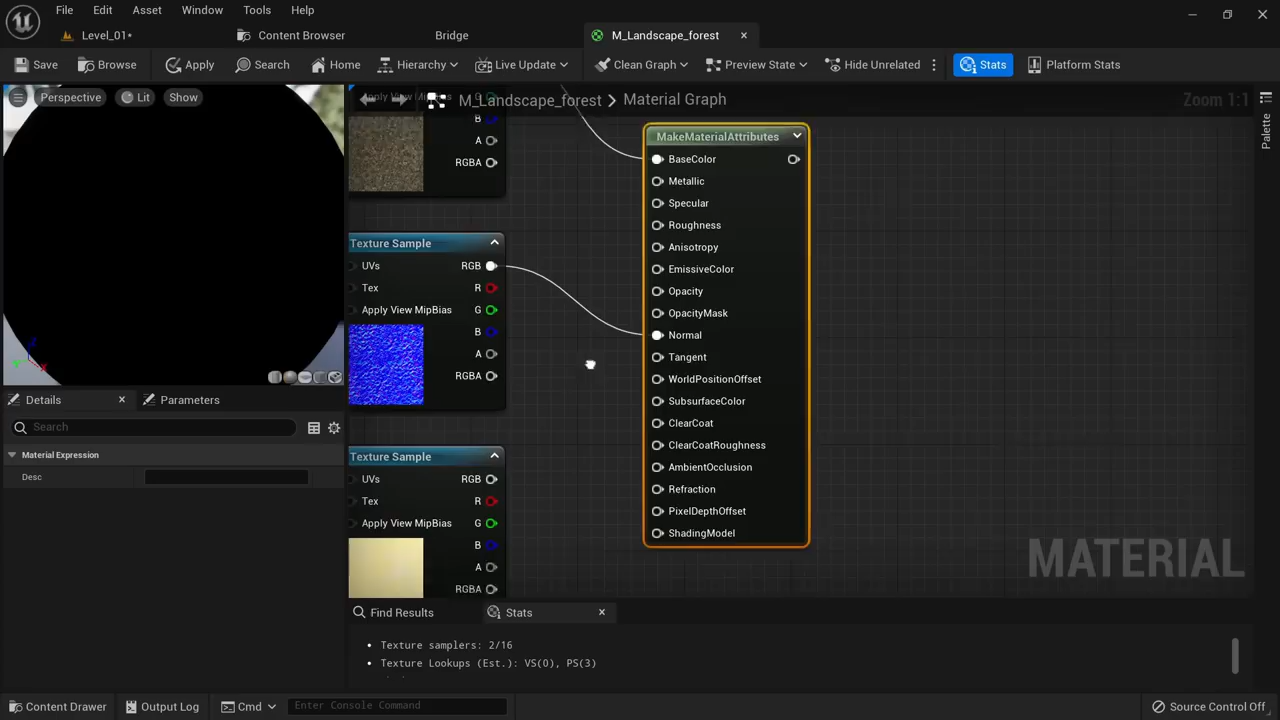 File Edit Asset Window Tools Help
Level_01* Content Browser Bridge M_Landscape_forest
Save Browse Apply Search Home Hierarchy Live Update Clean Graph Preview State Hide Unrelated Stats Platform Stats
Perspective Lit Show
M_Landscape_forest > Material Graph
Zoom 1:1
Palette
B
A
RGBA
Texture Sample
UVs RGB
Tex R
Apply View MipBias G
B
A
RGBA
Texture Sample
UVs RGB
Tex R
Apply View MipBias G
B
A
RGBA
MakeMaterialAttributes
BaseColor
Metallic
Specular
Roughness
Anisotropy
EmissiveColor
Opacity
OpacityMask
Normal
Tangent
WorldPositionOffset
SubsurfaceColor
ClearCoat
ClearCoatRoughness
AmbientOcclusion
Refraction
PixelDepthOffset
ShadingModel
MATERIAL
Details Parameters
Search
Material Expression
Desc
Find Results Stats
• Texture samplers: 2/16
• Texture Lookups (Est.): VS(0), PS(3)
Content Drawer Output Log Cmd Enter Console Command Source Control Off